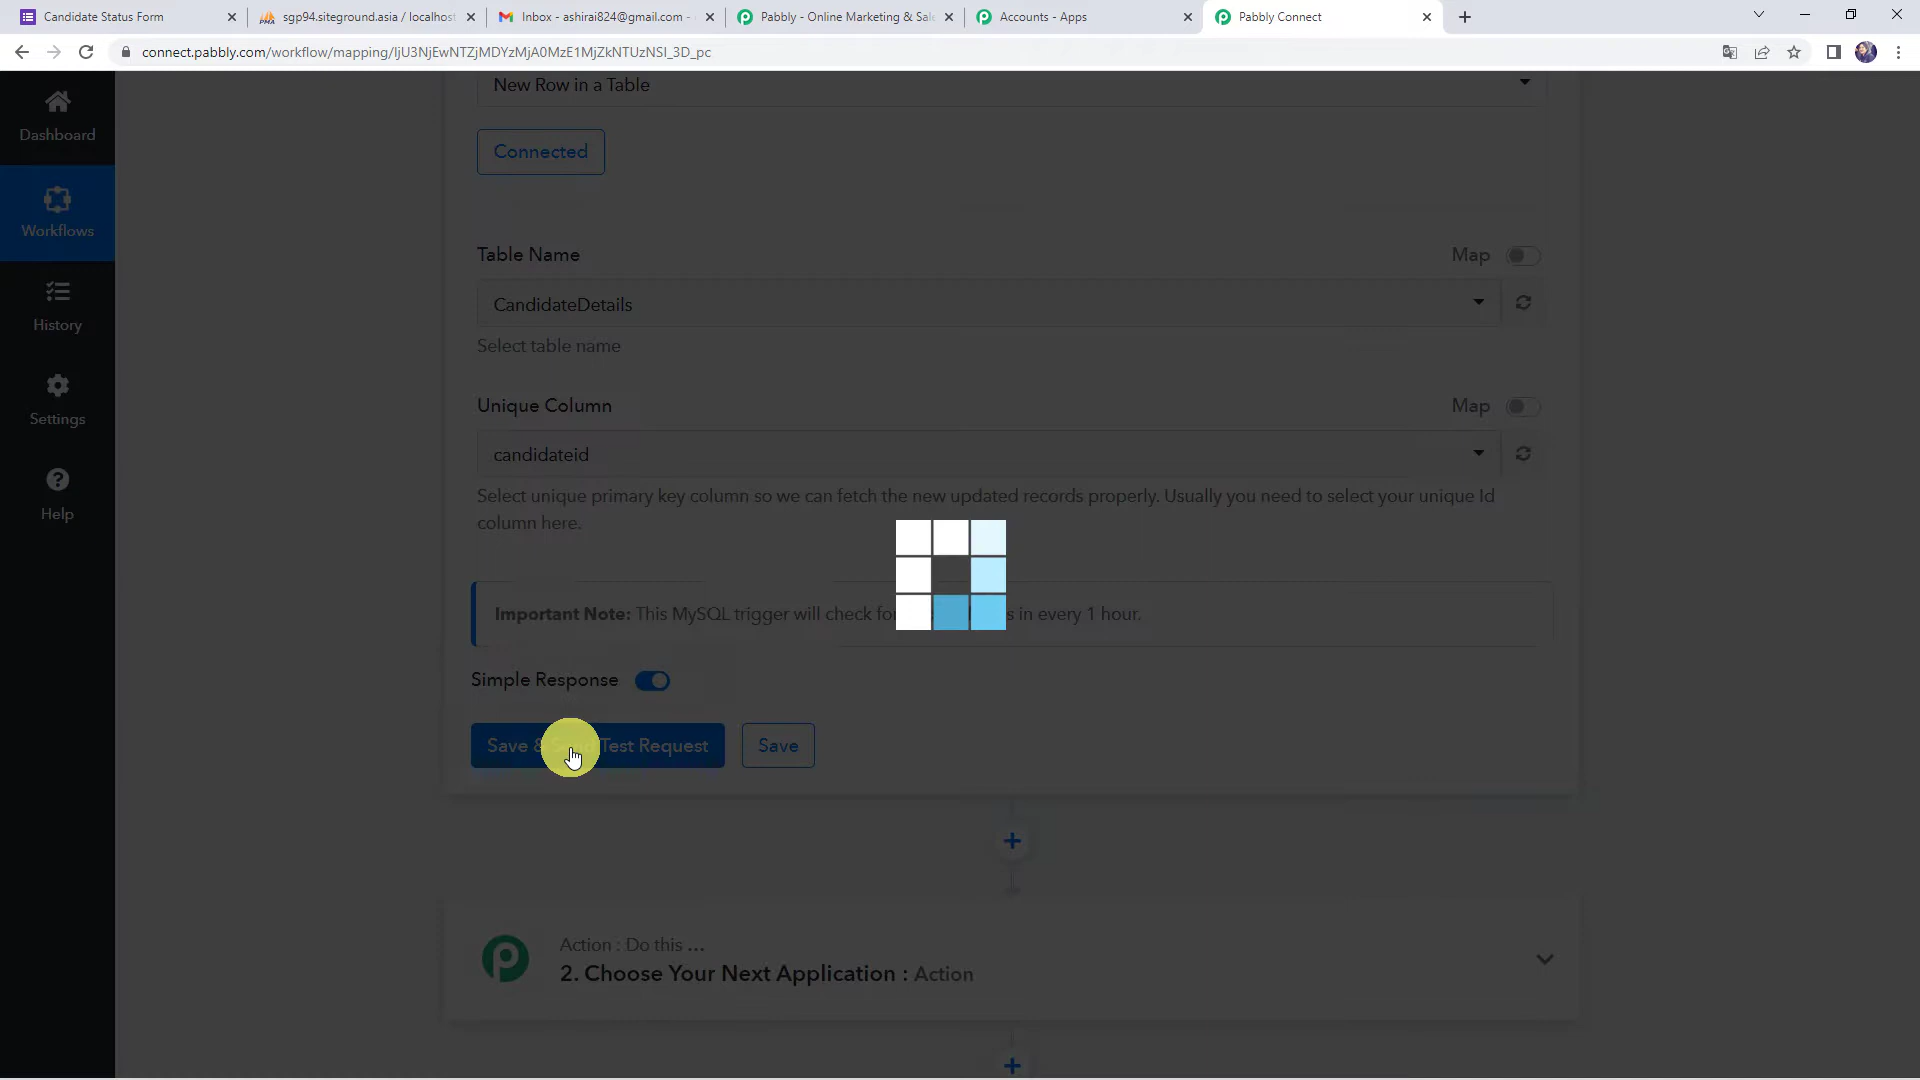 Candidate Status Form
sgp94.siteground.asia / localhost
Inbox - ashirai824@gmail.com -
Pabbly - Online Marketing & Sale
Accounts - Apps
Pabbly Connect
connect.pabbly.com/workflow/mapping/IjU3NjEwNTZjMDYzMjA0MzE1MjZkNTUzNSI_3D_pc
New Row in a Table
Dashboard
Connected
Workflows
Table Name
Map
CandidateDetails
History
Select table name
Settings
Unique Column
Map
candidateid
Help
Select unique primary key column so we can fetch the new updated records properly. Usually you need to select your unique Id
column here.
Important Note: This MySQL trigger will check for in every 1 hour.
Simple Response
Save & Send Test Request
Save
Action : Do this ...
2. Choose Your Next Application : Action